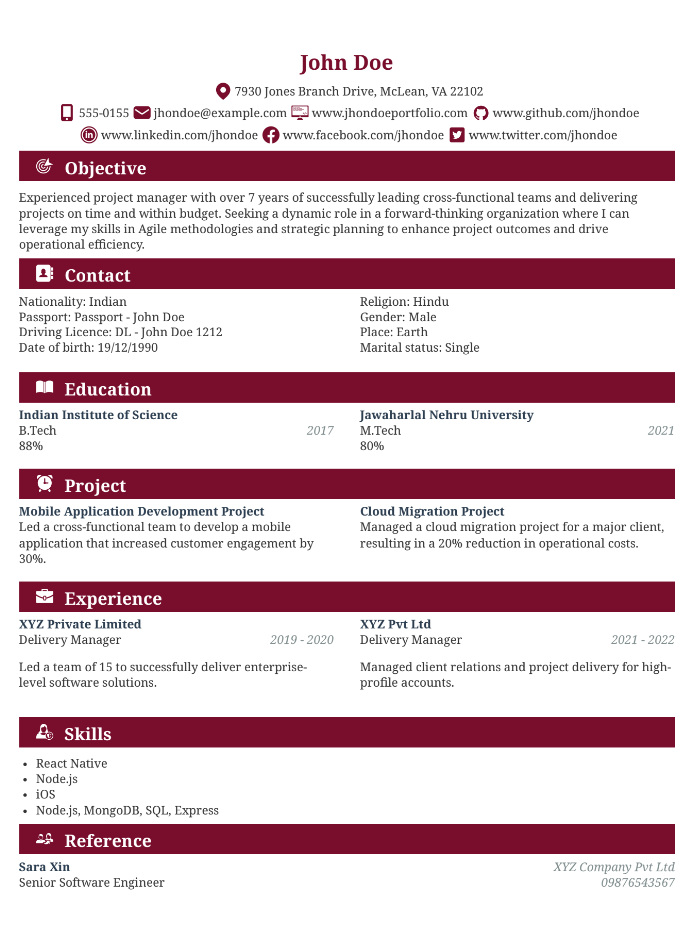 John Doe
7930 Jones Branch Drive, McLean, VA 22102
555-0155 jhondoe@example.com www.jhondoeportfolio.com www.github.com/jhondoe
www.linkedin.com/jhondoe www.facebook.com/jhondoe www.twitter.com/jhondoe
Objective
Experienced project manager with over 7 years of successfully leading cross-functional teams and delivering
projects on time and within budget. Seeking a dynamic role in a forward-thinking organization where I can
leverage my skills in Agile methodologies and strategic planning to enhance project outcomes and drive
operational efficiency.
Contact
Nationality: Indian
Passport: Passport - John Doe
Driving Licence: DL - John Doe 1212
Date of birth: 19/12/1990
Religion: Hindu
Gender: Male
Place: Earth
Marital status: Single
Education
Indian Institute of Science
B.Tech 2017
88%
Jawaharlal Nehru University
M.Tech 2021
80%
Project
Mobile Application Development Project
Led a cross-functional team to develop a mobile
application that increased customer engagement by
30%.
Cloud Migration Project
Managed a cloud migration project for a major client,
resulting in a 20% reduction in operational costs.
Experience
XYZ Private Limited
Delivery Manager 2019 - 2020
Led a team of 15 to successfully deliver enterprise-
level software solutions.
XYZ Pvt Ltd
Delivery Manager 2021 - 2022
Managed client relations and project delivery for high-
profile accounts.
Skills
• React Native
• Node.js
• iOS
• Node.js, MongoDB, SQL, Express
Reference
Sara Xin XYZ Company Pvt Ltd
Senior Software Engineer 09876543567